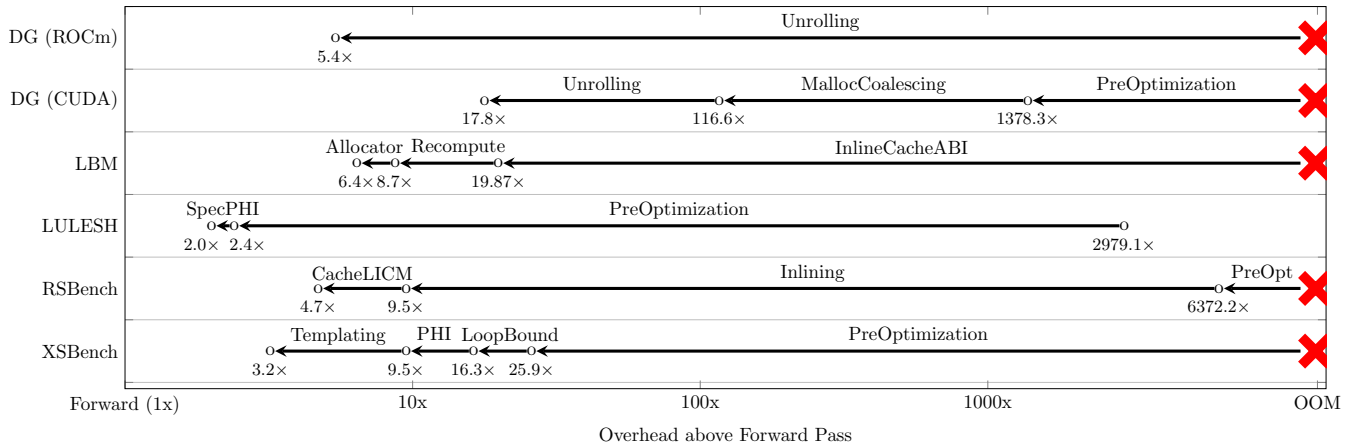 Unrolling
DG (ROCm)
5.4×
Unrolling MallocCoalescing PreOptimization
DG (CUDA)
17.8× 116.6× 1378.3×
Allocator Recompute InlineCacheABI
LBM
6.4× 8.7× 19.87×
SpecPHI PreOptimization
LULESH
2.0× 2.4× 2979.1×
CacheLICM Inlining PreOpt
RSBench
4.7× 9.5× 6372.2×
Templating PHI LoopBound PreOptimization
XSBench
3.2× 9.5× 16.3× 25.9×
Forward (1x) 10x 100x 1000x OOM
Overhead above Forward Pass